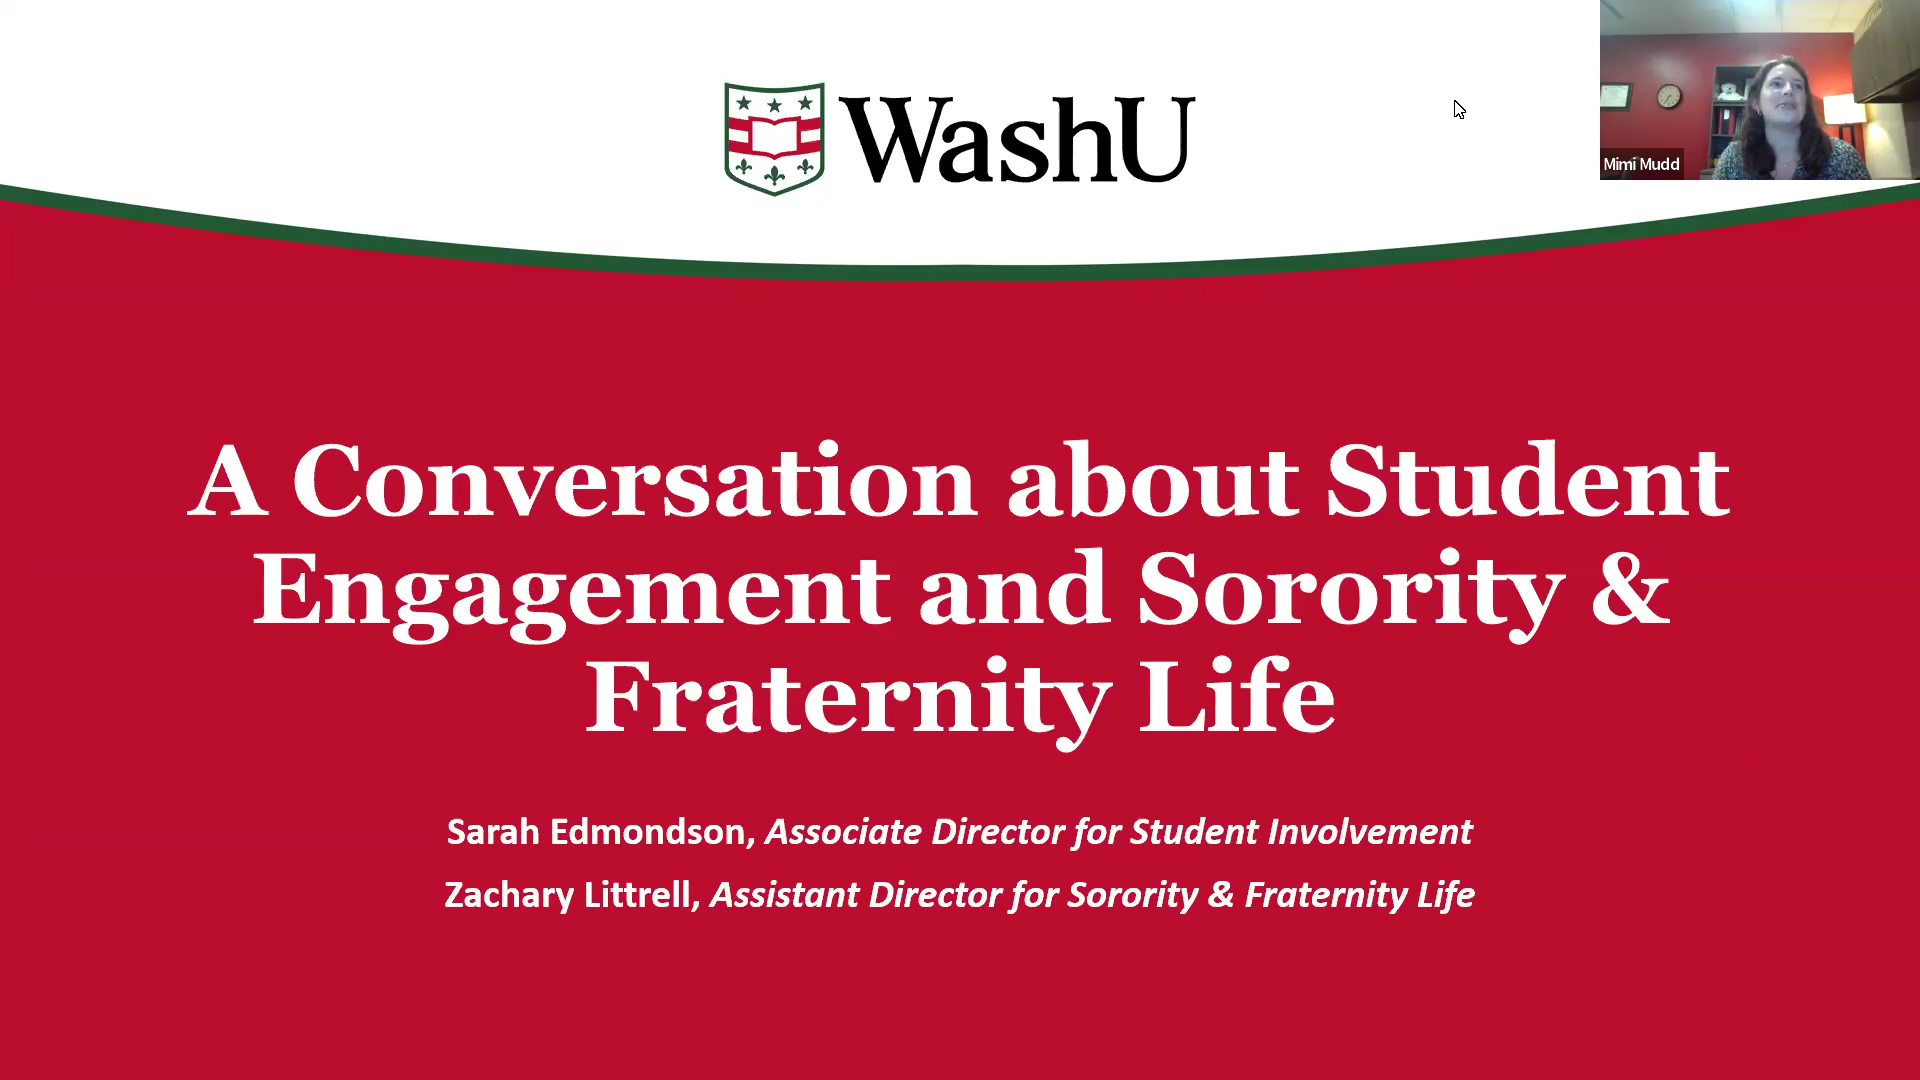 WashU
Mimi Mudd
A Conversation about Student
Engagement and Sorority &
Fraternity Life
Sarah Edmondson, Associate Director for Student Involvement
Zachary Littrell, Assistant Director for Sorority & Fraternity Life